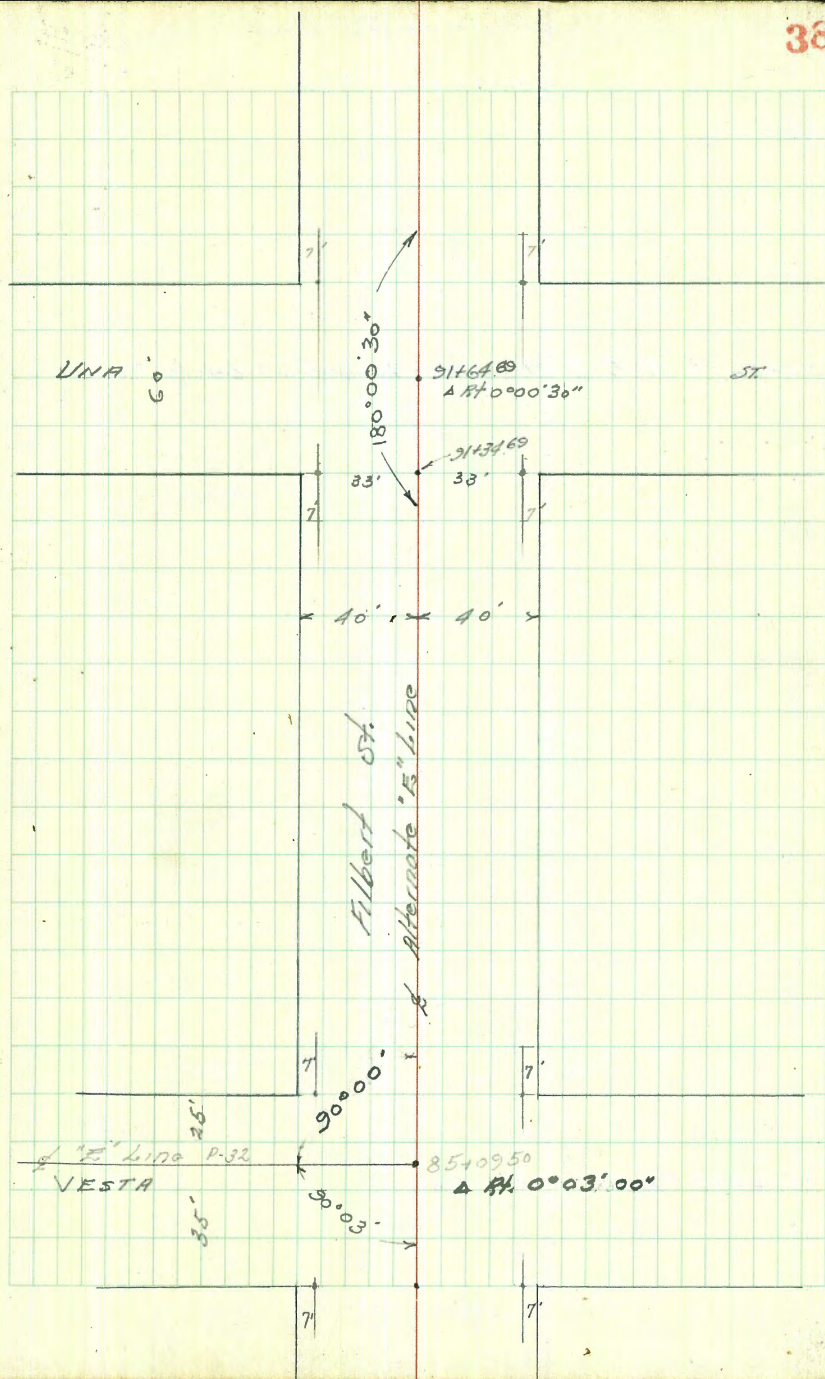 38
7'
7'
180°00'30"
UNA
60'
91+64.69
Δ Rt 0°00'30"
ST.
91+34.69
33'
33'
7'
7'
40'
40'
Filbert St.
℄ Alternate "E" Line
7'
7'
90°00'
25'
℄ "E" Line P-32
VESTA
85+09.50
Δ Rt. 0°03'00"
90°03'
35'
7'
7'